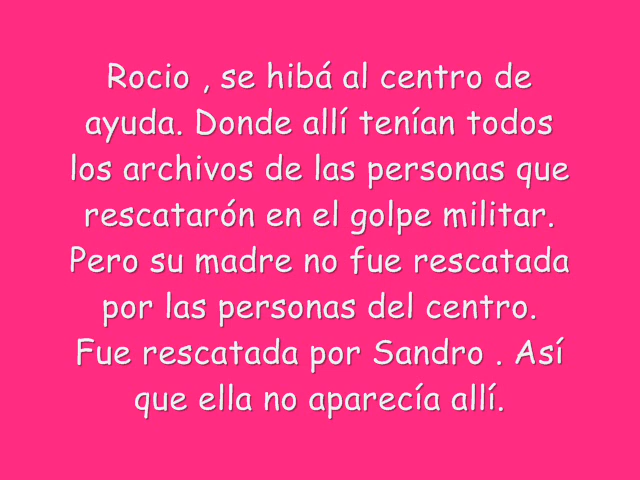 Rocio , se hibá al centro de
ayuda. Donde allí tenían todos
los archivos de las personas que
rescatarón en el golpe militar.
Pero su madre no fue rescatada
por las personas del centro.
Fue rescatada por Sandro . Así
que ella no aparecía allí.